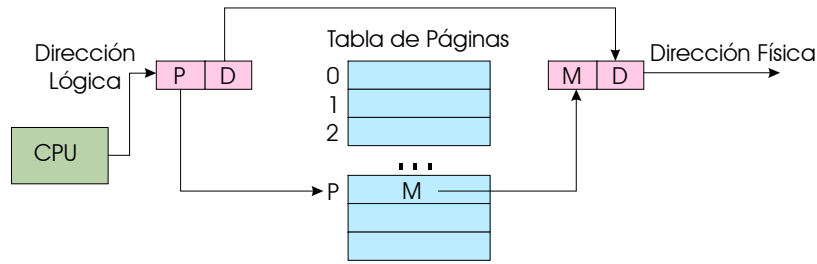 Dirección
Lógica
P D
Tabla de Páginas
0
1
2
...
P M
M D
Dirección Física
CPU